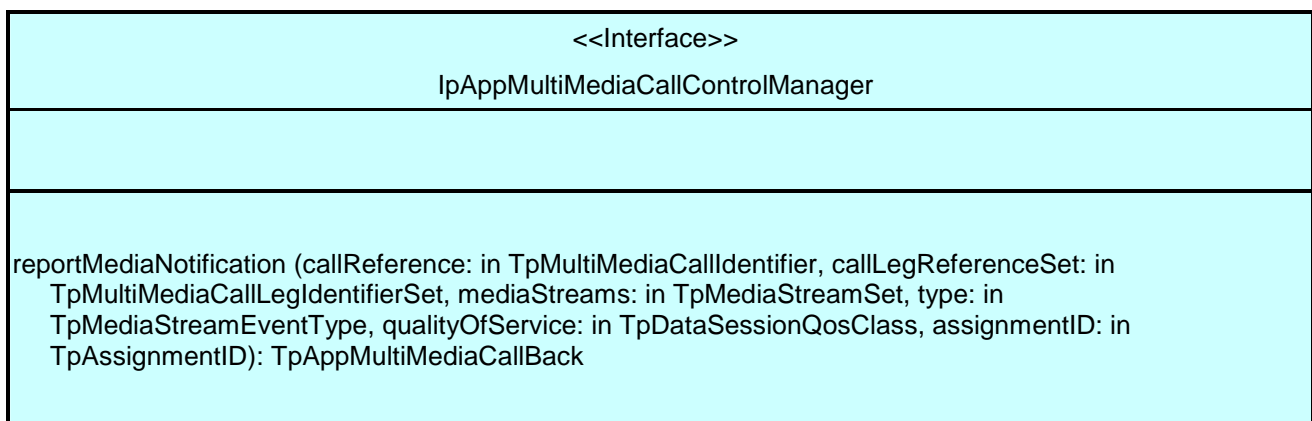 <<Interface>>
IpAppMultiMediaCallControlManager
reportMediaNotification (callReference: in TpMultiMediaCallIdentifier, callLegReferenceSet: in
TpMultiMediaCallLegIdentifierSet, mediaStreams: in TpMediaStreamSet, type: in
TpMediaStreamEventType, qualityOfService: in TpDataSessionQosClass, assignmentID: in
TpAssignmentID): TpAppMultiMediaCallBack